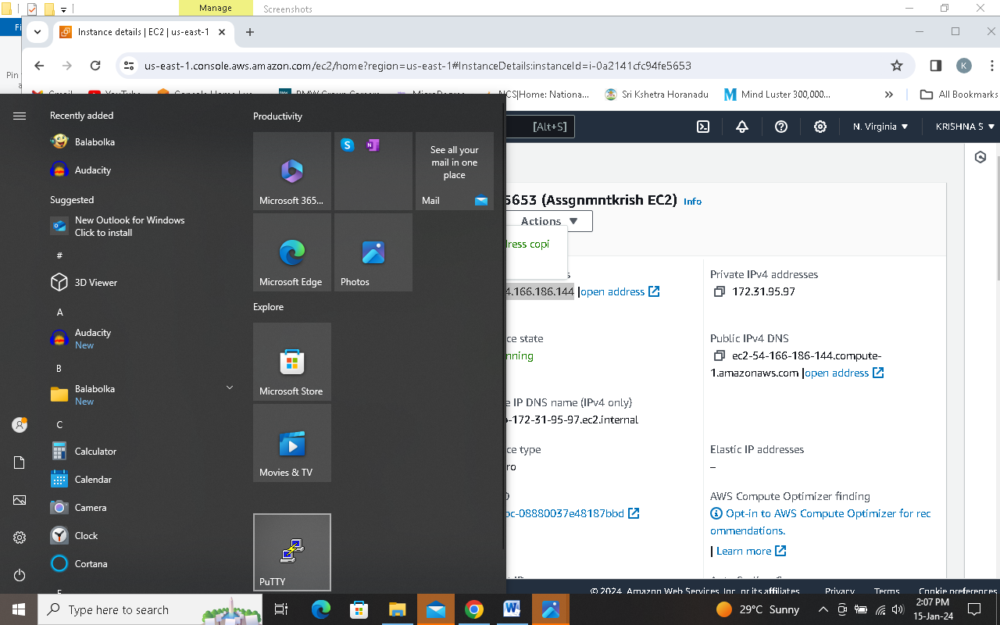 Manage
Screenshots
Instance details | EC2 | us-east-1
us-east-1.console.aws.amazon.com/ec2/home?region=us-east-1#InstanceDetails:instanceId=i-0a2141cfc94fe5653
K
Sri Kshetra Horanadu
Mind Luster 300,000...
All Bookmarks
[Alt+S]
N. Virginia
KRISHNA S
Recently added
Balabolka
Audacity
Suggested
New Outlook for Windows
Click to install
#
3D Viewer
A
Audacity
New
B
Balabolka
New
C
Calculator
Calendar
Camera
Clock
Cortana
Productivity
Microsoft 365...
See all your
mail in one
place
Mail
Microsoft Edge
Photos
Explore
Microsoft Store
Movies & TV
PuTTY
5653 (Assgnmntkrish EC2) Info
Actions
ress copi
4.166.186.144 |open address
Private IPv4 addresses
172.31.95.97
ce state
nning
Public IPv4 DNS
ec2-54-166-186-144.compute-
1.amazonaws.com |open address
e IP DNS name (IPv4 only)
-172-31-95-97.ec2.internal
ce type
ro
Elastic IP addresses
–
pc-08880037e48187bbd
AWS Compute Optimizer finding
Opt-in to AWS Compute Optimizer for rec
ommendations.
| Learn more
© 2024, Amazon Web Services, Inc. or its affiliates.
Privacy
Terms
Cookie preferences
Type here to search
29°C Sunny
2:07 PM
15-Jan-24